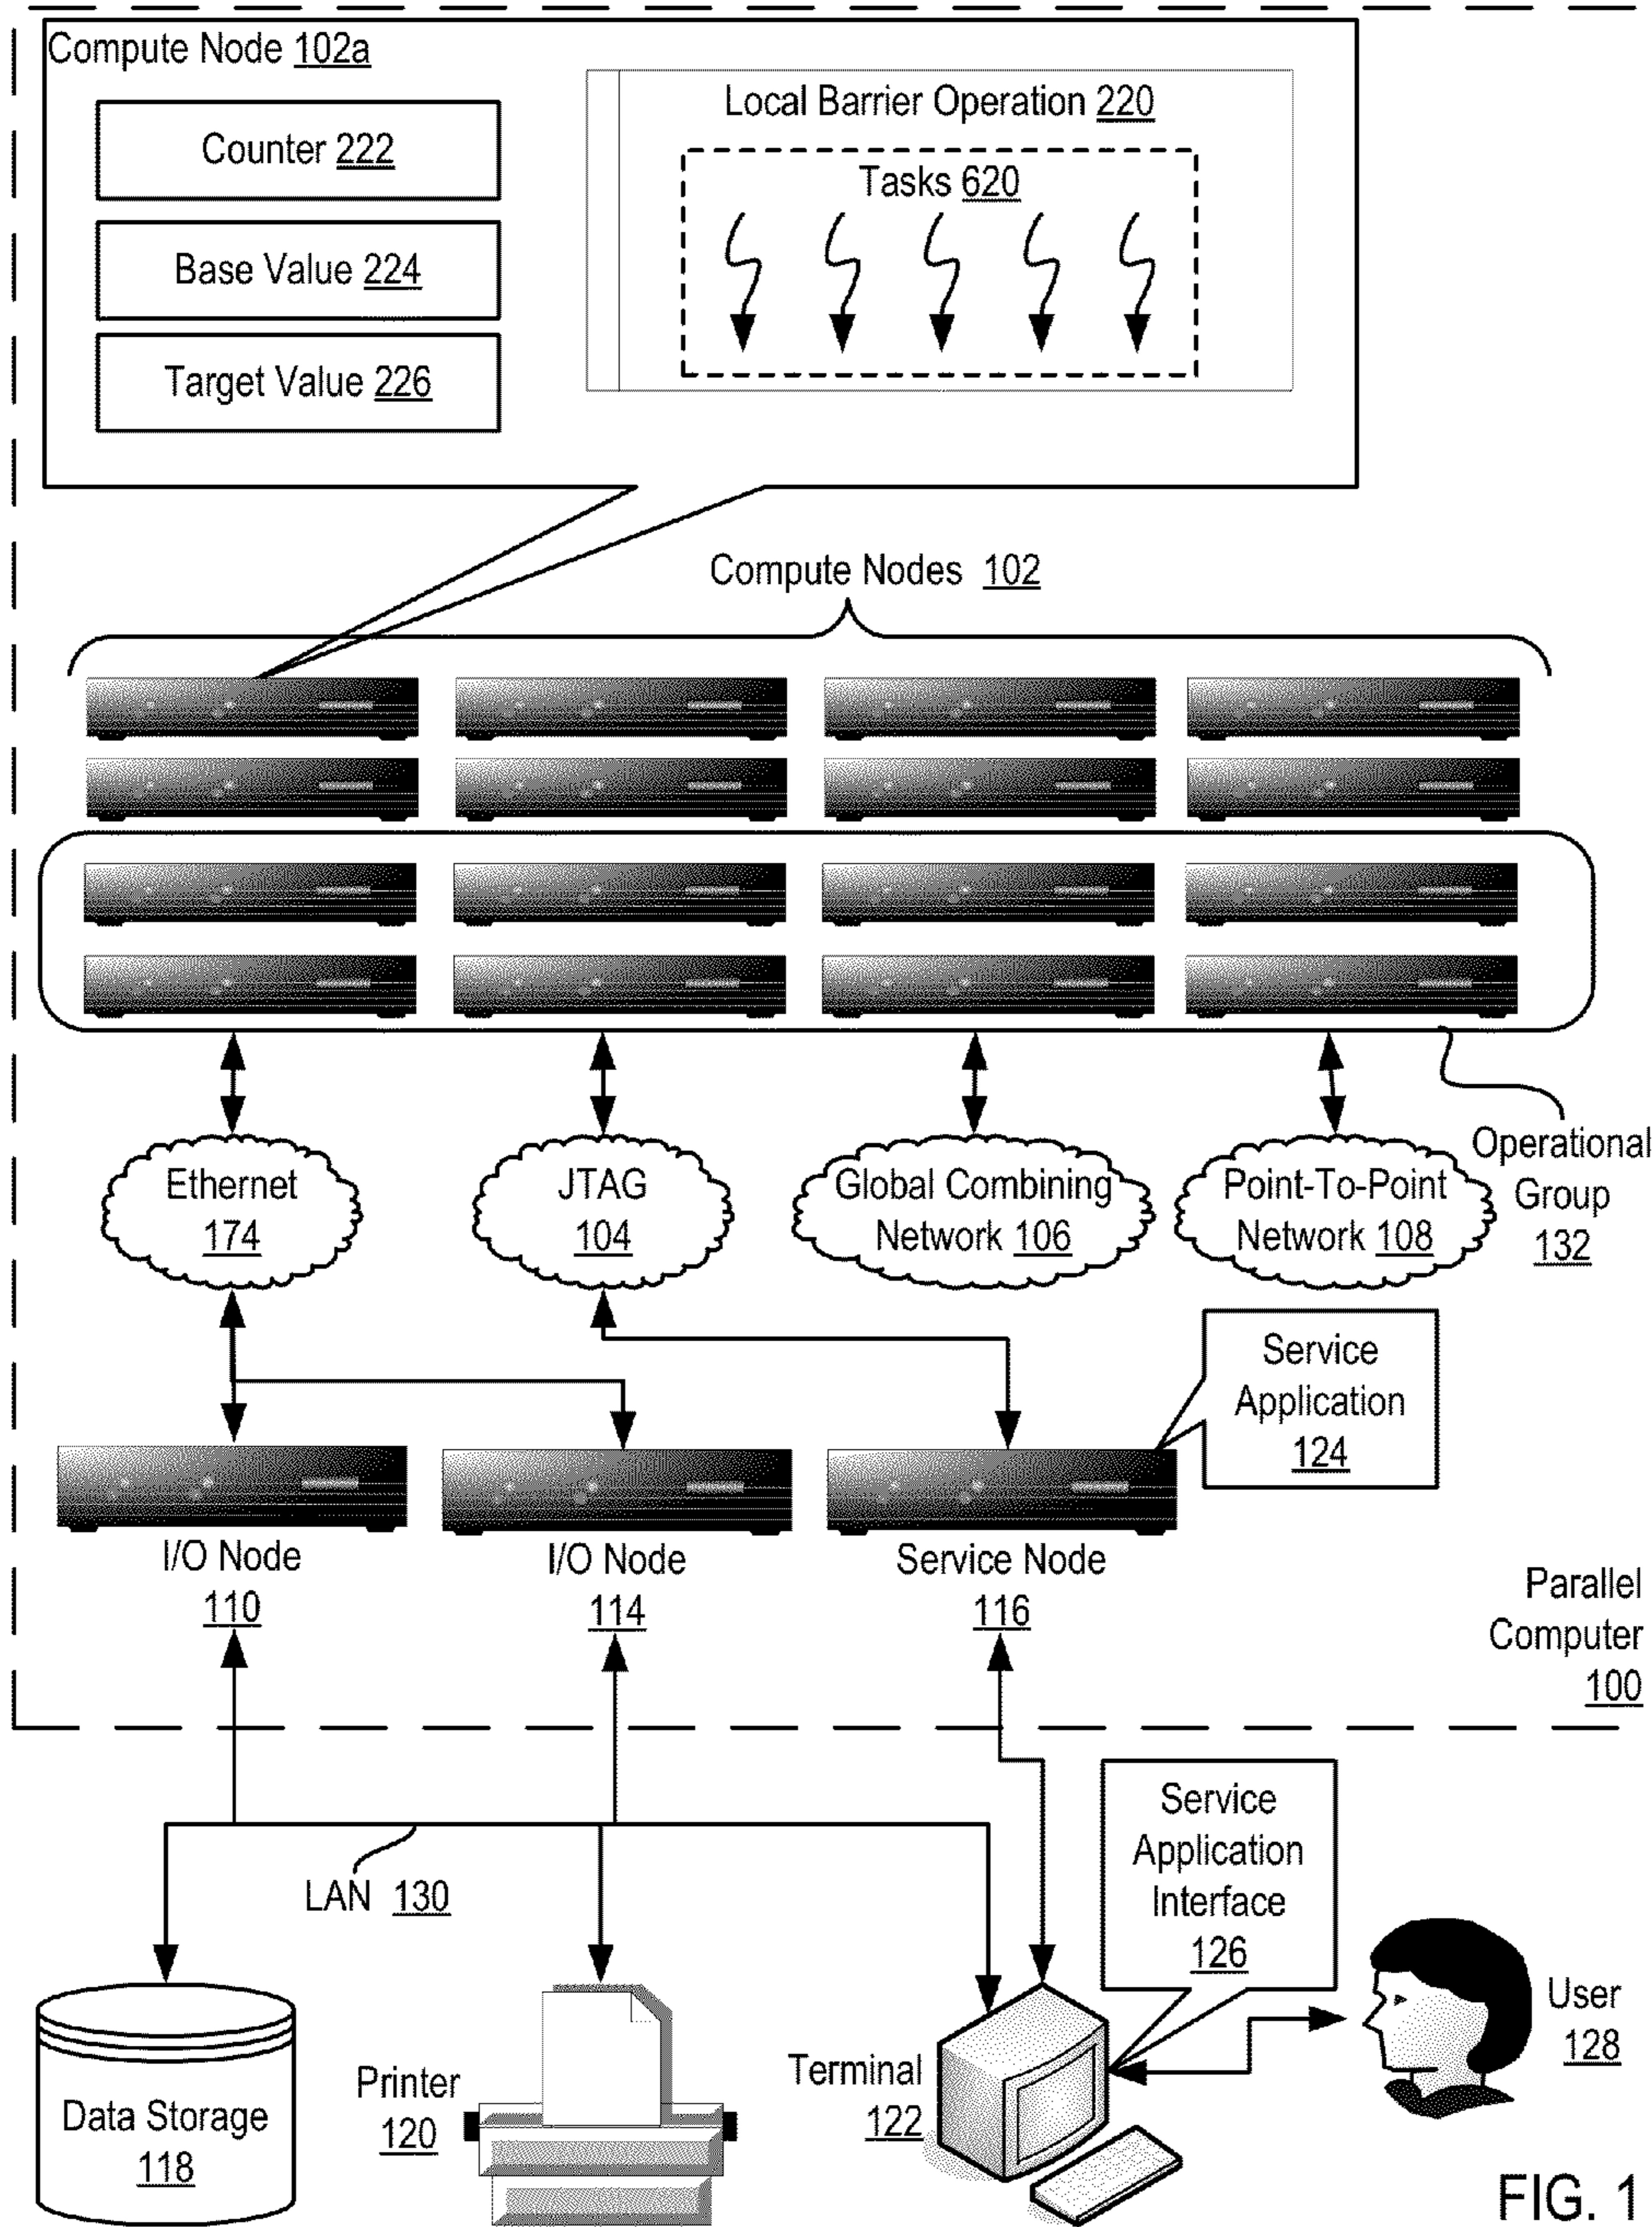 Compute Node 102a
Counter 222
Base Value 224
Target Value 226
Local Barrier Operation 220
Tasks 620
Compute Nodes 102
Ethernet
174
JTAG
104
Global Combining
Network 106
Point-To-Point
Network 108
Operational
Group
132
Service
Application
124
I/O Node
110
I/O Node
114
Service Node
116
Parallel
Computer
100
LAN 130
Service
Application
Interface
126
Data Storage
118
Printer
120
Terminal
122
User
128
FIG. 1